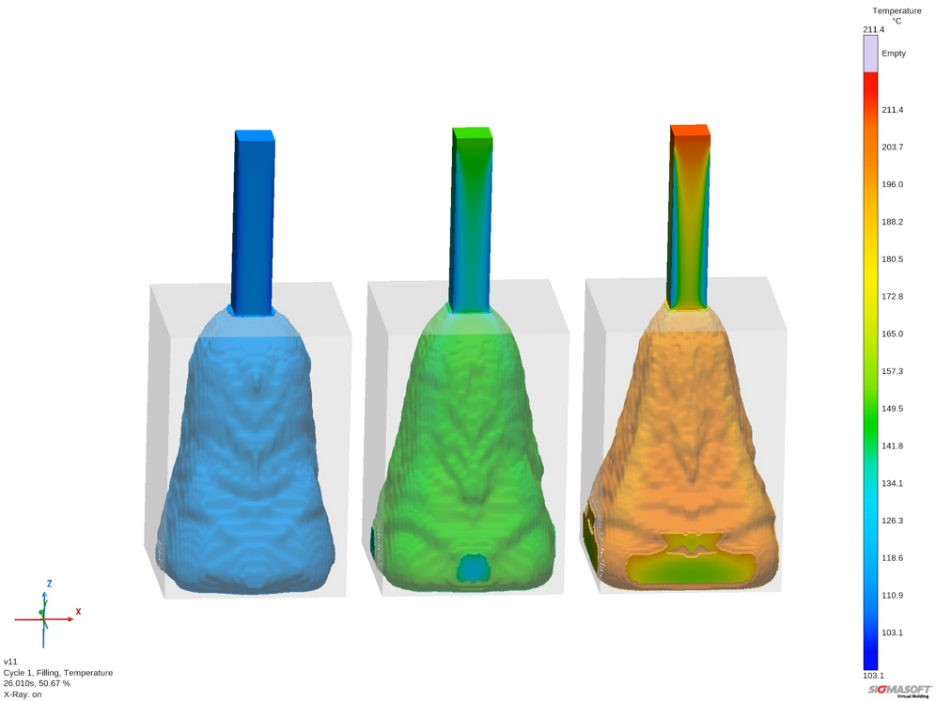 Temperature
°C
211.4
Empty
211.4
203.7
196.0
188.2
180.5
172.8
165.0
157.3
149.5
141.8
134.1
126.3
118.6
110.9
103.1
103.1
Z
X
v11
Cycle 1, Filling, Temperature
26.010s, 50.67 %
X-Ray: on
SIGMASOFT
Virtual Molding